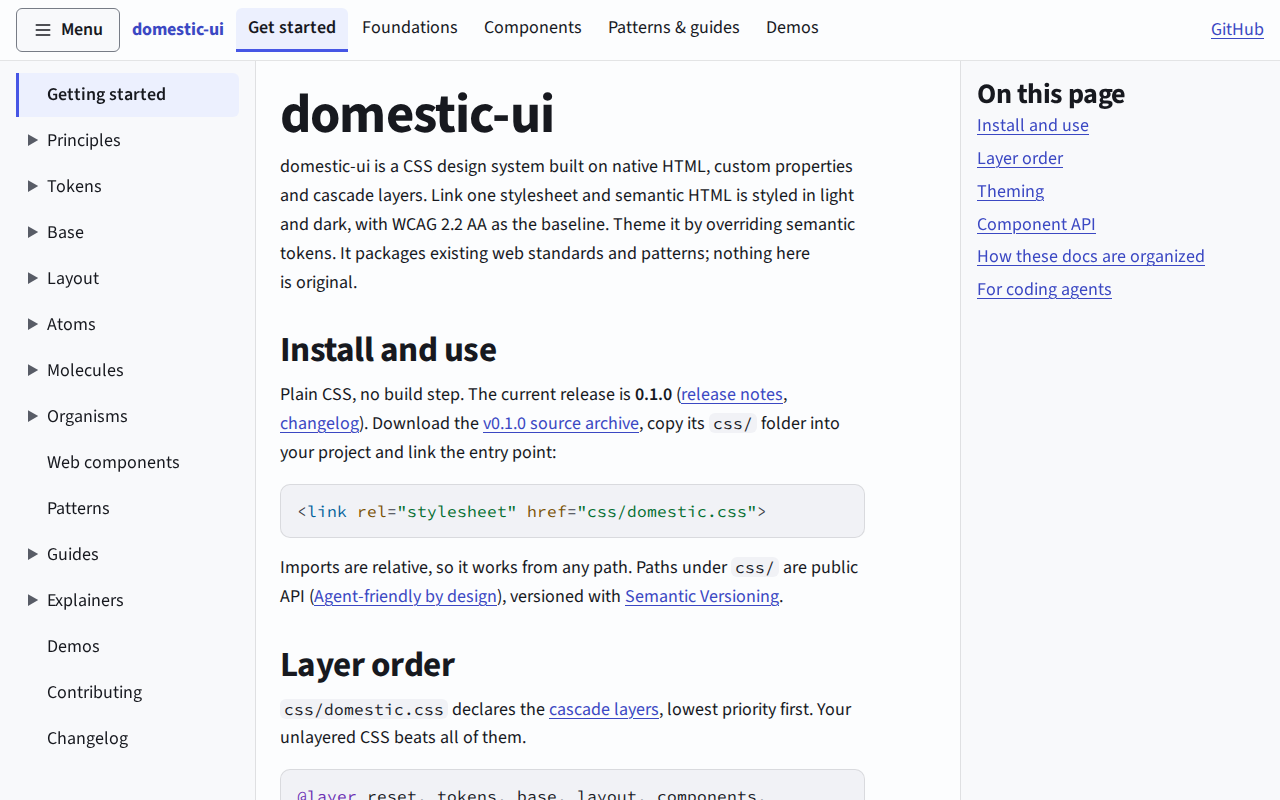 Menu
domestic-ui
Get started
Foundations
Components
Patterns & guides
Demos
GitHub
Getting started
Principles
Tokens
Base
Layout
Atoms
Molecules
Organisms
Web components
Patterns
Guides
Explainers
Demos
Contributing
Changelog
domestic-ui
domestic-ui is a CSS design system built on native HTML, custom properties
and cascade layers. Link one stylesheet and semantic HTML is styled in light
and dark, with WCAG 2.2 AA as the baseline. Theme it by overriding semantic
tokens. It packages existing web standards and patterns; nothing here
is original.
Install and use
Plain CSS, no build step. The current release is 0.1.0 (release notes,
changelog). Download the v0.1.0 source archive, copy its css/ folder into
your project and link the entry point:
<link rel="stylesheet" href="css/domestic.css">
Imports are relative, so it works from any path. Paths under css/ are public
API (Agent-friendly by design), versioned with Semantic Versioning.
Layer order
css/domestic.css declares the cascade layers, lowest priority first. Your
unlayered CSS beats all of them.
@layer reset, tokens, base, layout, components,
On this page
Install and use
Layer order
Theming
Component API
How these docs are organized
For coding agents